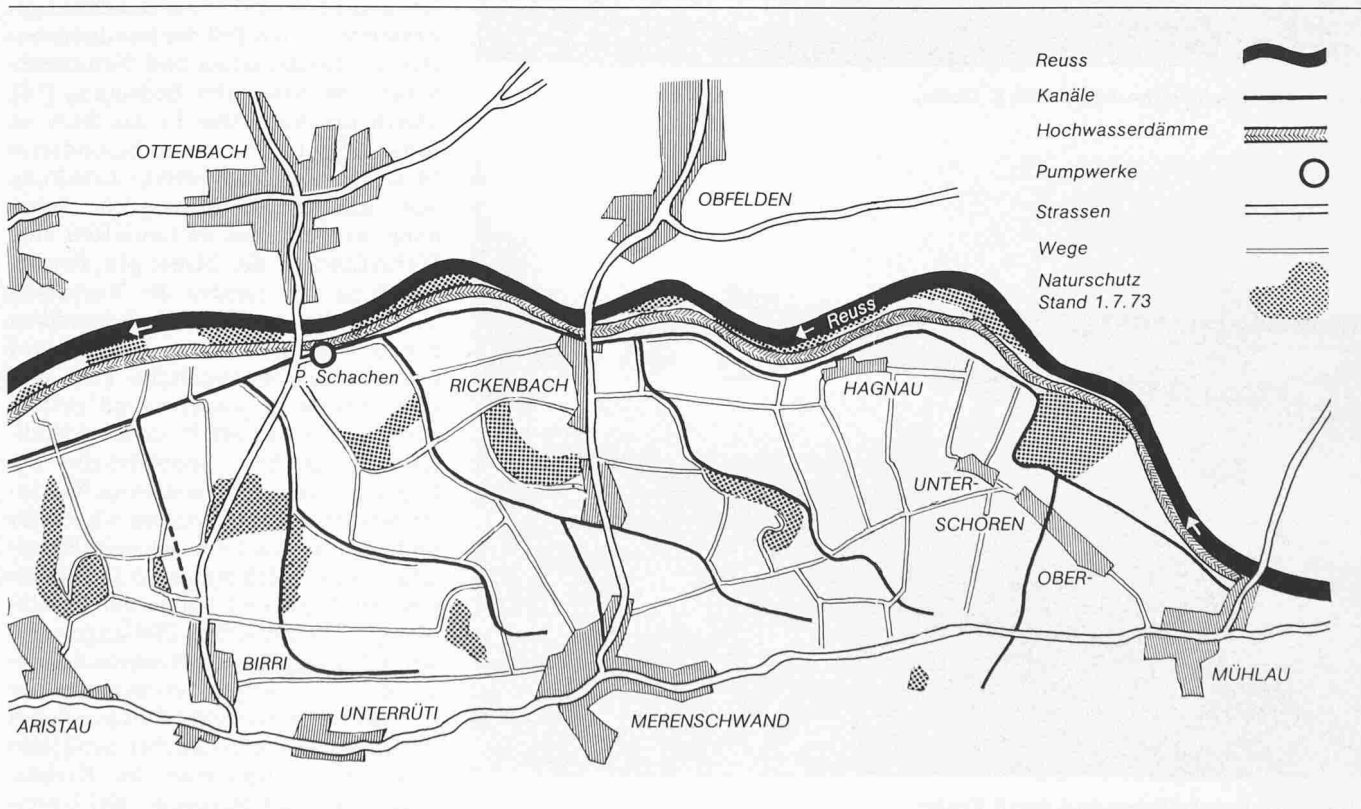 Reuss
Kanäle
Hochwasserdämme
Pumpwerke
Strassen
Wege
Naturschutz
Stand 1.7.73
OTTENBACH
OBFELDEN
Reuss
P. Schachen
RICKENBACH
HAGNAU
UNTER-
SCHOREN
OBER-
BIRRI
MÜHLAU
ARISTAU
UNTERRÜTI
MERENSCHWAND